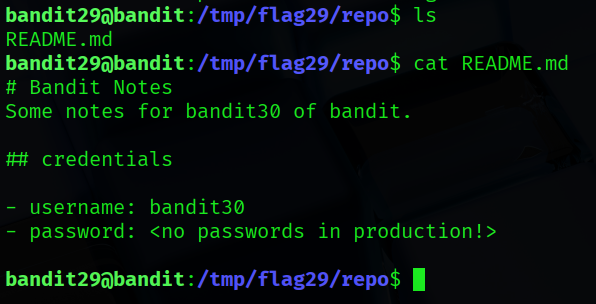 bandit29@bandit:/tmp/flag29/repo$ ls
README.md
bandit29@bandit:/tmp/flag29/repo$ cat README.md
# Bandit Notes
Some notes for bandit30 of bandit.
## credentials
- username: bandit30
- password: <no passwords in production!>
bandit29@bandit:/tmp/flag29/repo$